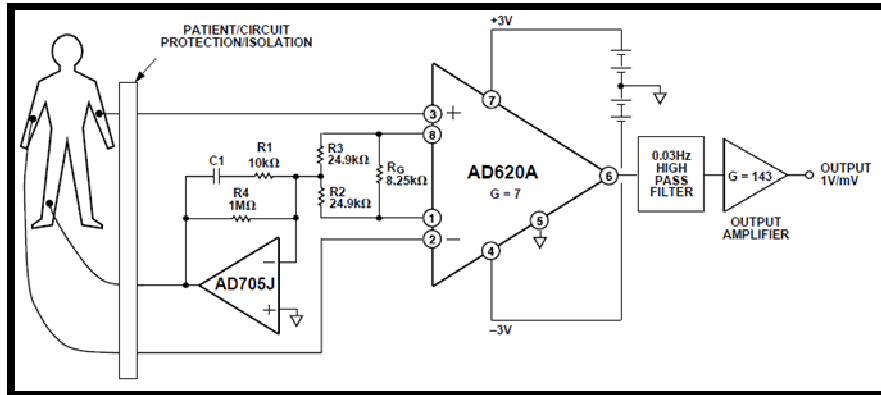 PATIENT/CIRCUIT
PROTECTION/ISOLATION
+3V
7
3
+
8
R1
10kΩ
C1
R3
24.9kΩ
RG
8.25kΩ
R4
1MΩ
R2
24.9kΩ
AD620A
G = 7
6
0.03Hz
HIGH
PASS
FILTER
G = 143
OUTPUT
1V/mV
OUTPUT
AMPLIFIER
1
2
−
5
4
AD705J
−
+
−3V